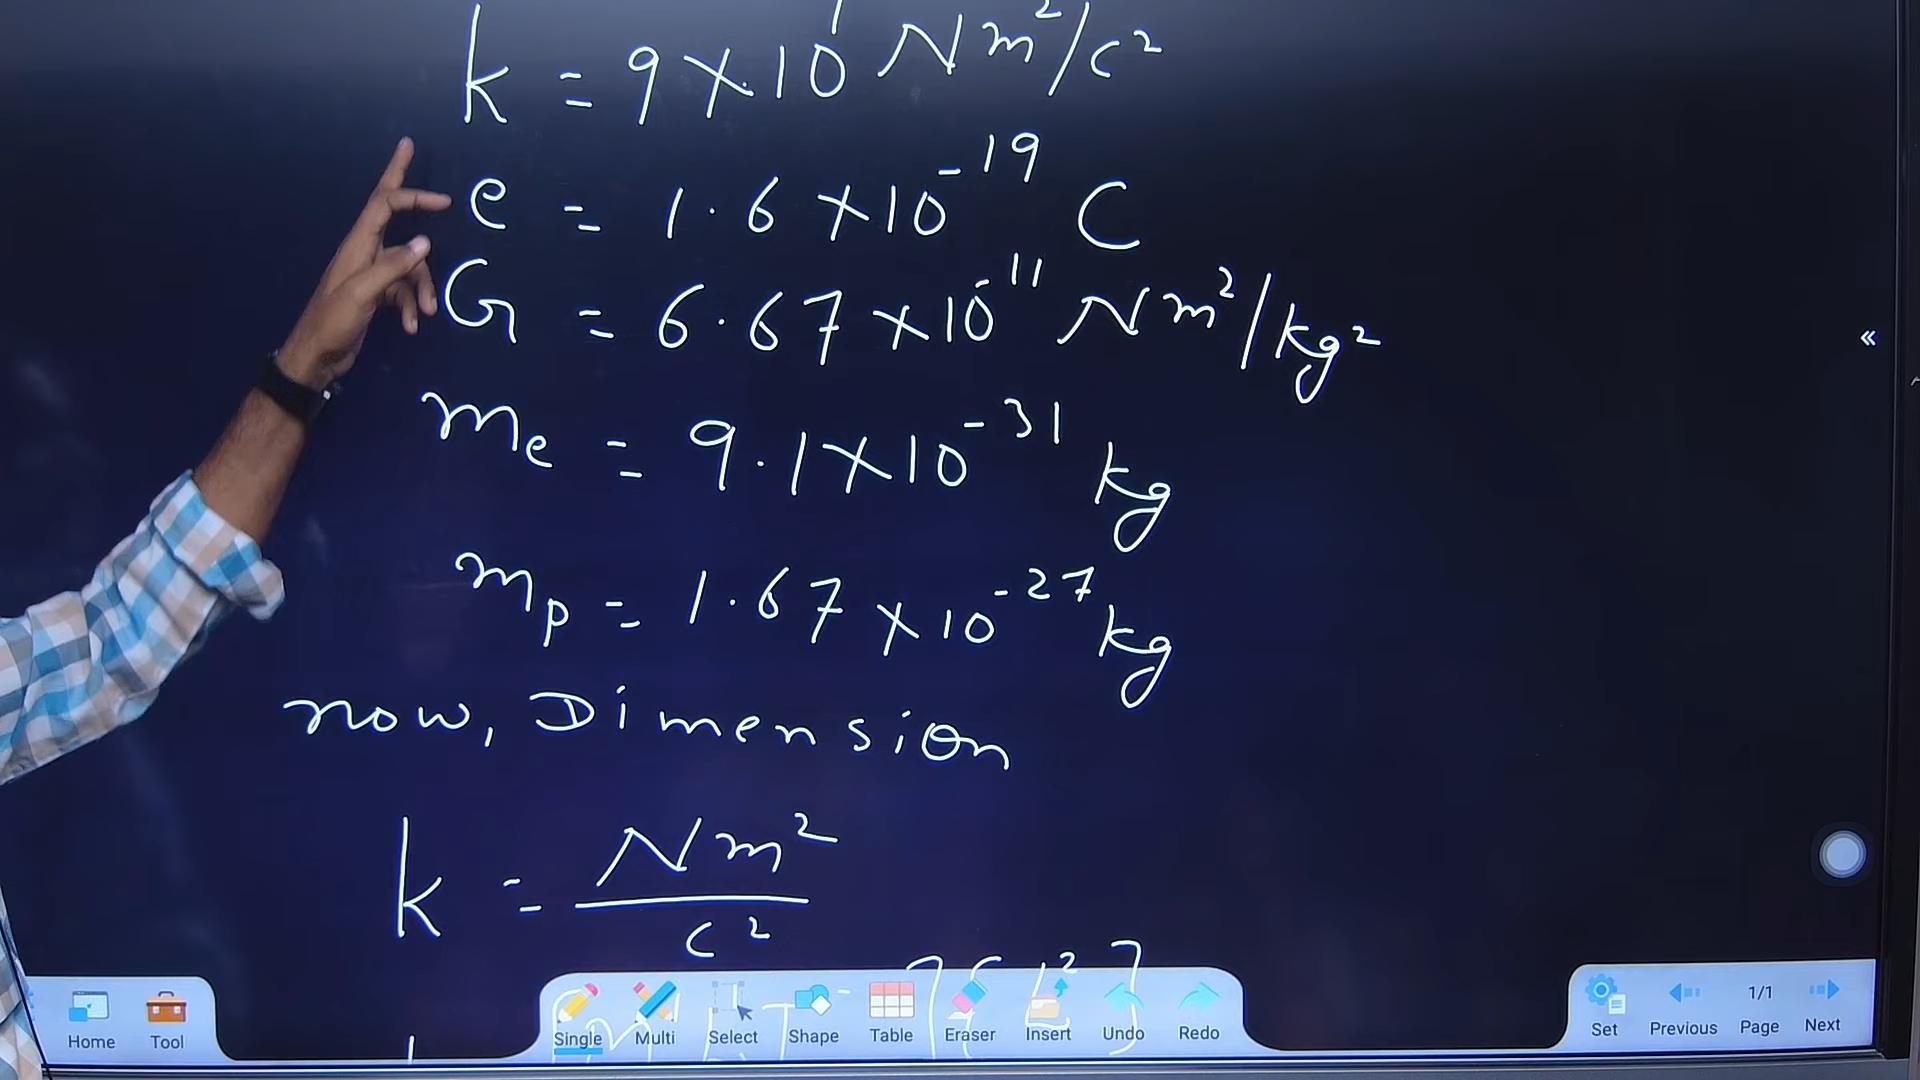 k = 9 × 10 Nm²/c²
e = 1.6 × 10⁻¹⁹ C
G = 6.67 × 10⁻¹¹ Nm²/kg²
mₑ = 9.1 × 10⁻³¹ kg
mₚ = 1.67 × 10⁻²⁷ kg
now, Dimension
k = Nm²/c²
[L²]
Home Tool Single Multi Select Shape Table Eraser Insert Undo Redo Set Previous 1/1 Page Next